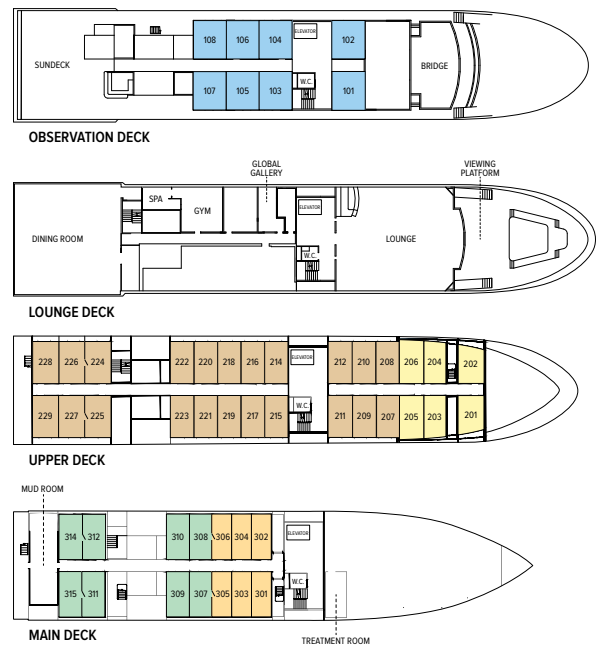 108 106 104 ELEVATOR 102
SUNDECK BRIDGE
W.C.
107 105 103 101
OBSERVATION DECK
GLOBAL
GALLERY
VIEWING
PLATFORM
SPA
GYM ELEVATOR
DINING ROOM LOUNGE
W.C.
LOUNGE DECK
228 226 224 222 220 218 216 214 ELEVATOR 212 210 208 206 204 202
W.C.
229 227 225 223 221 219 217 215 211 209 207 205 203 201
UPPER DECK
MUD ROOM
314 312 310 308 306 304 302 ELEVATOR
W.C.
315 311 309 307 305 303 301
MAIN DECK
TREATMENT ROOM